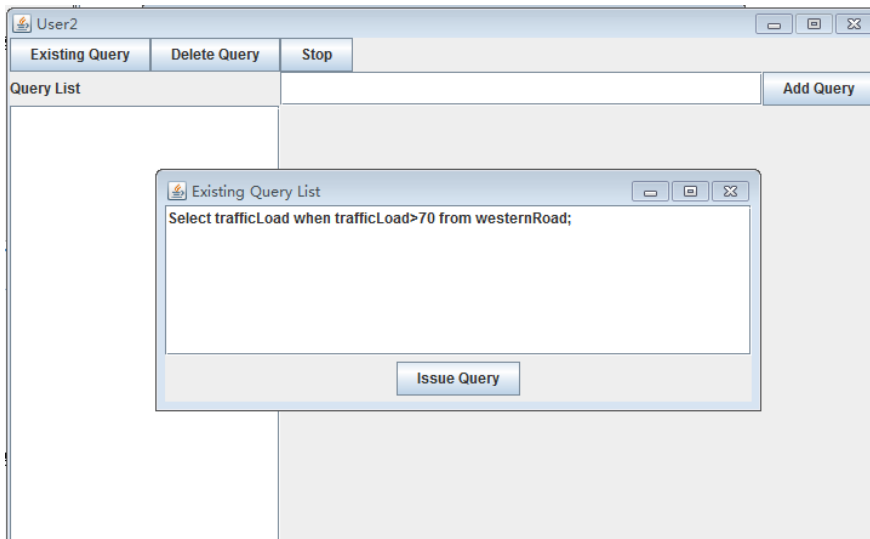 User2
Existing Query Delete Query Stop
Query List
Add Query
Existing Query List
Select trafficLoad when trafficLoad>70 from westernRoad;
Issue Query